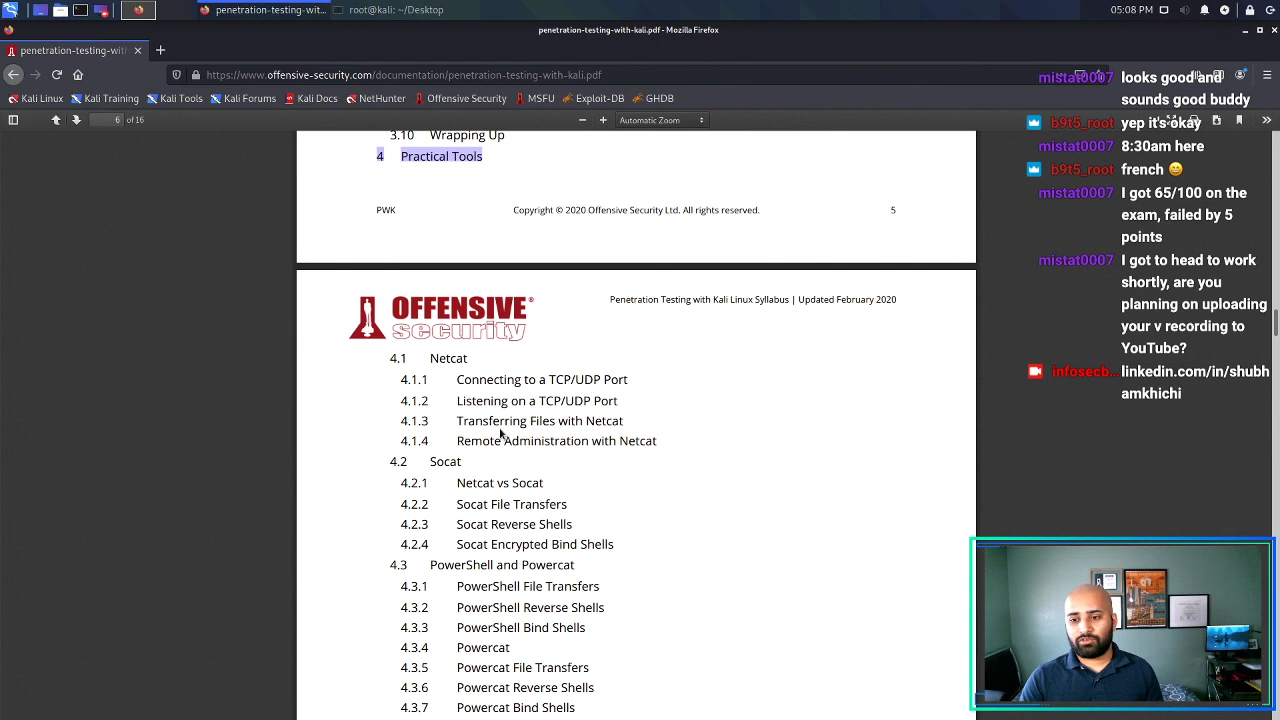 penetration-testing-wit…
root@kali: ~/Desktop
05:08 PM
penetration-testing-with-kali.pdf - Mozilla Firefox
penetration-testing-with-
https://www.offensive-security.com/documentation/penetration-testing-with-kali.pdf
Kali Linux
Kali Training
Kali Tools
Kali Forums
Kali Docs
NetHunter
Offensive Security
MSFU
Exploit-DB
GHDB
6 of 16
Automatic Zoom
3.10 Wrapping Up
4 Practical Tools
PWK
Copyright © 2020 Offensive Security Ltd. All rights reserved.
5
OFFENSIVE®
security
Penetration Testing with Kali Linux Syllabus | Updated February 2020
4.1 Netcat
4.1.1 Connecting to a TCP/UDP Port
4.1.2 Listening on a TCP/UDP Port
4.1.3 Transferring Files with Netcat
4.1.4 Remote Administration with Netcat
4.2 Socat
4.2.1 Netcat vs Socat
4.2.2 Socat File Transfers
4.2.3 Socat Reverse Shells
4.2.4 Socat Encrypted Bind Shells
4.3 PowerShell and Powercat
4.3.1 PowerShell File Transfers
4.3.2 PowerShell Reverse Shells
4.3.3 PowerShell Bind Shells
4.3.4 Powercat
4.3.5 Powercat File Transfers
4.3.6 Powercat Reverse Shells
4.3.7 Powercat Bind Shells
mistat0007 looks good and
sounds good buddy
b9t5_root yep it's okay
mistat0007 8:30am here
b9t5_root french 😄
mistat0007 I got 65/100 on the
exam, failed by 5
points
mistat0007 I got to head to work
shortly, are you
planning on uploading
your v recording to
YouTube?
infosecb... linkedin.com/in/shubh
amkhichi